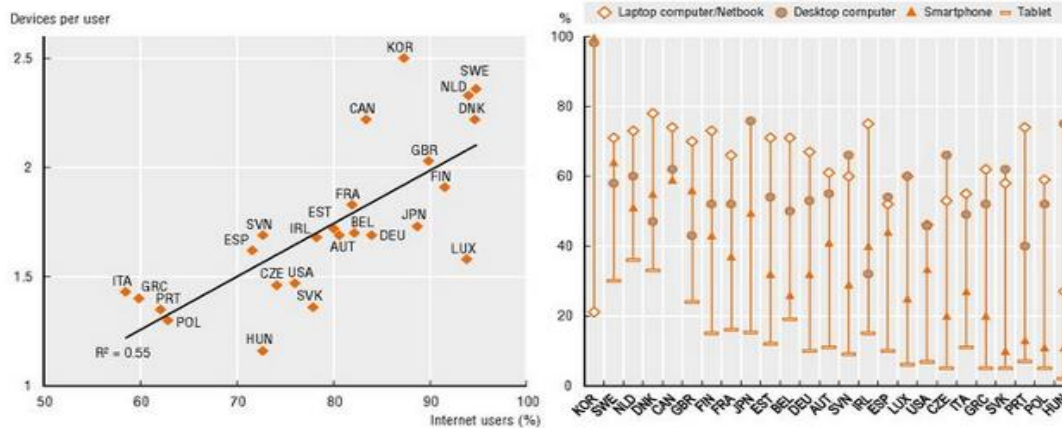 Devices per user
2.5
2
1.5
1
KOR
SWE
NLD
DNK
CAN
GBR
FIN
FRA
EST
JPN
SVN
IRL
BEL
DEU
ESP
AUT
LUX
CZE
USA
ITA
GRC
SVK
PRT
POL
HUN
R² = 0.55
50
60
70
80
90
100
Internet users (%)
%
Laptop computer/Netbook
Desktop computer
Smartphone
Tablet
100
80
60
40
20
0
KOR
SWE
NLD
DNK
CAN
GBR
FIN
FRA
JPN
EST
BEL
DEU
AUT
SVN
IRL
ESP
LUX
USA
CZE
ITA
GRC
SVK
PRT
POL
HUN